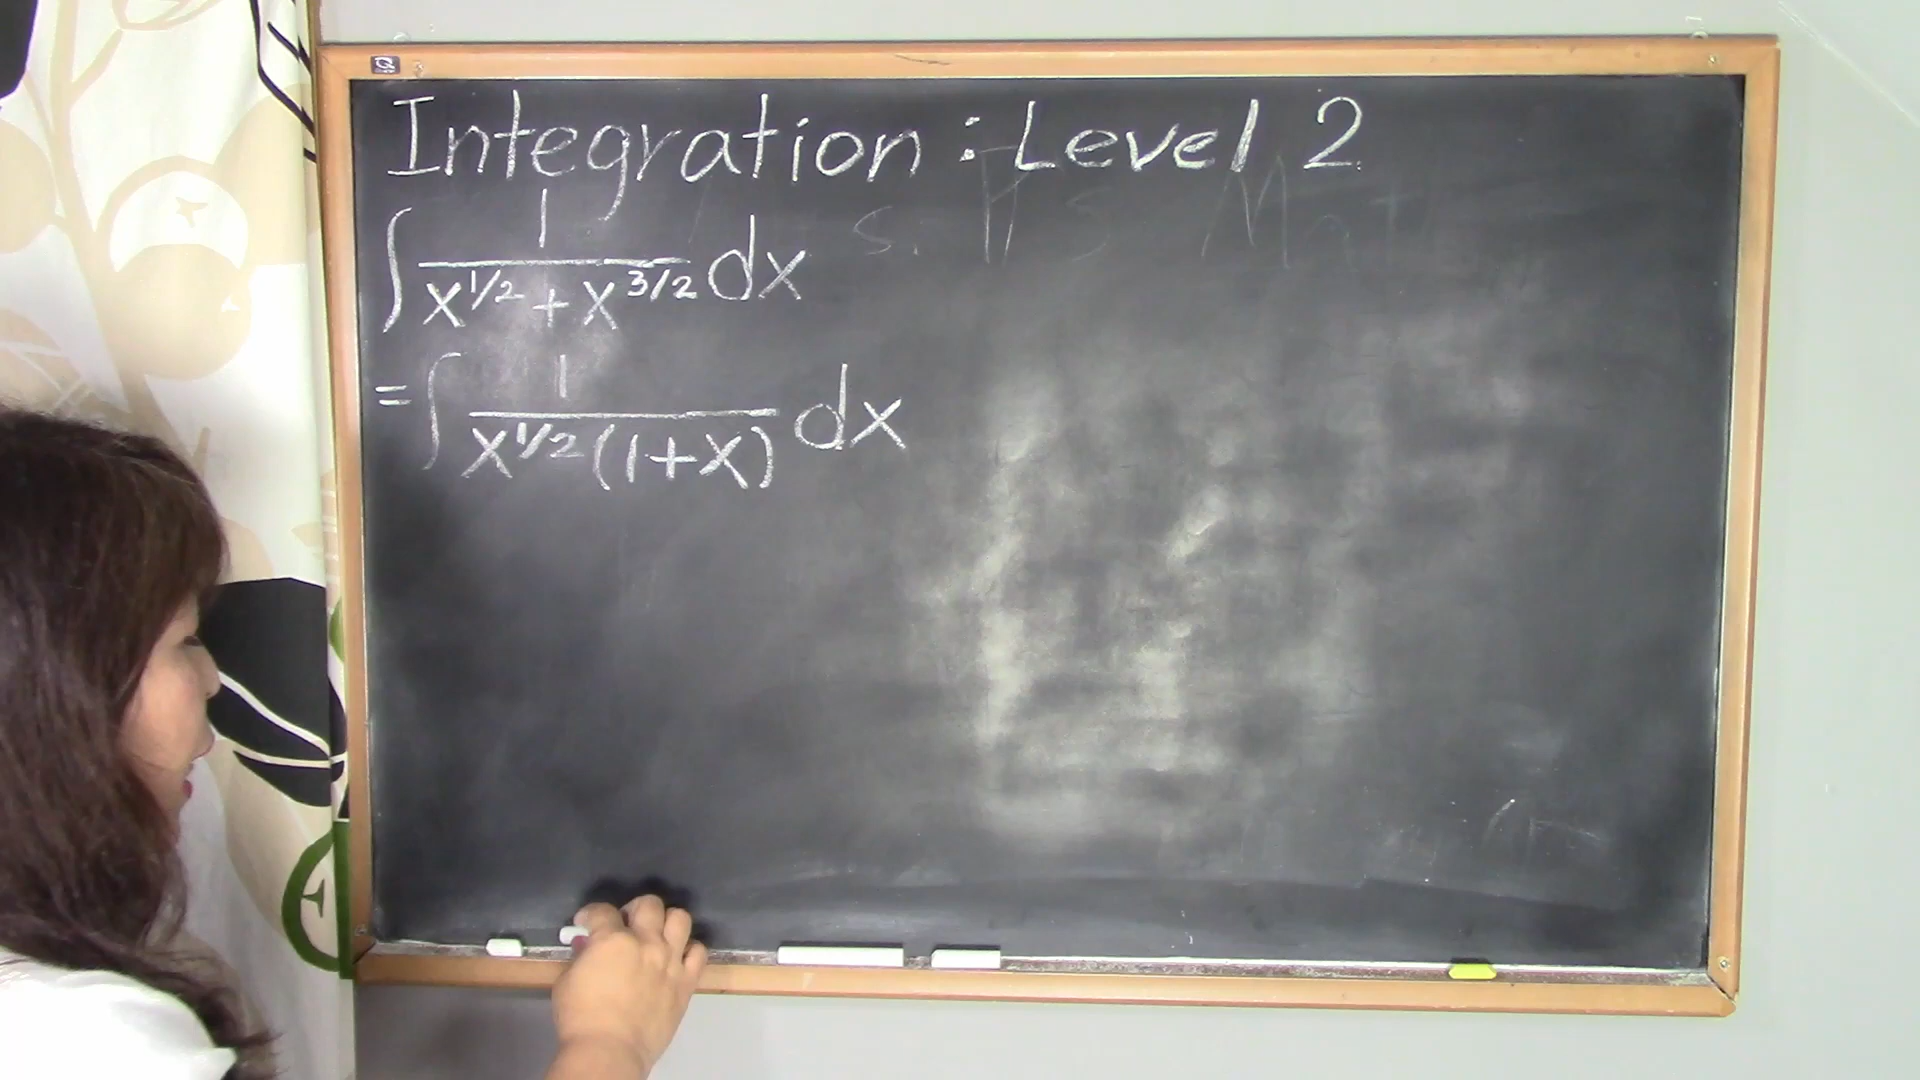 Integration : Level 2
∫ 1/(x^1/2 + x^3/2) dx
= ∫ 1/(x^1/2 (1+x)) dx